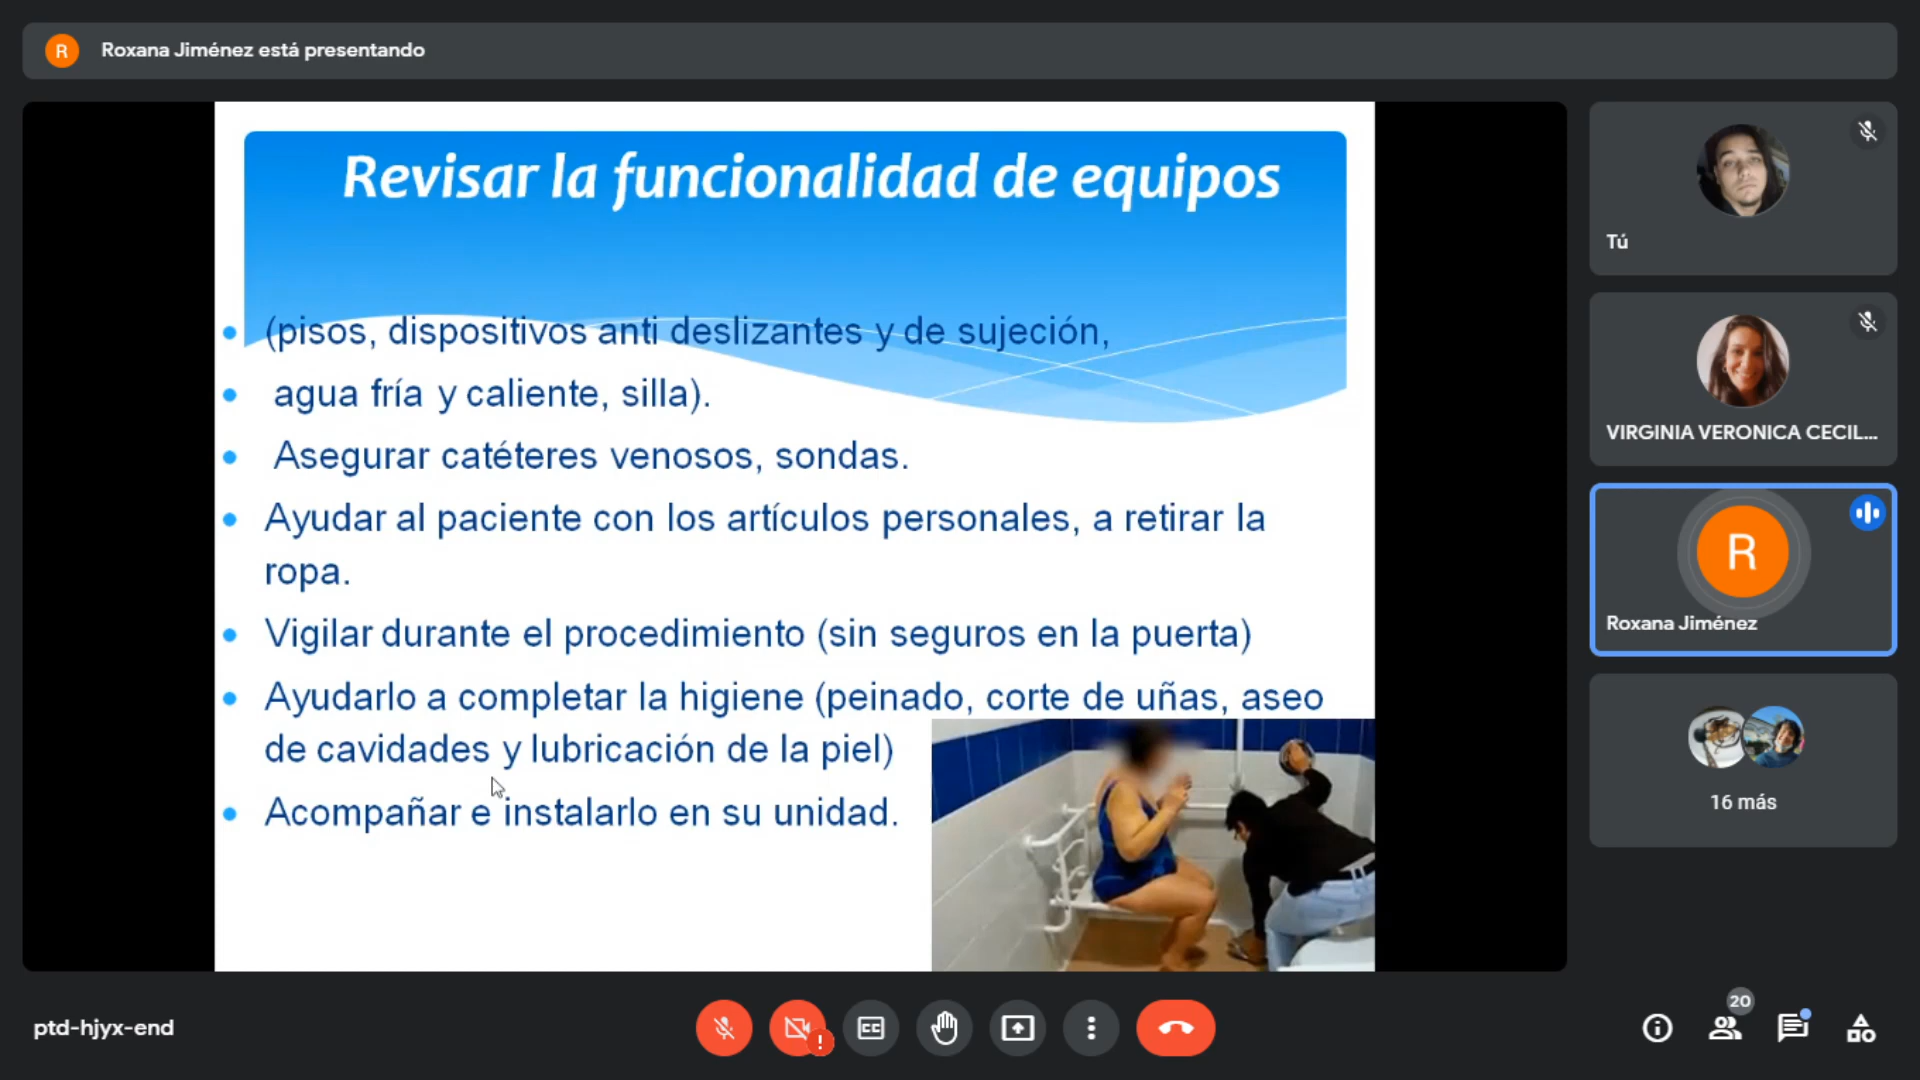 R Roxana Jiménez está presentando
Revisar la funcionalidad de equipos
• (pisos, dispositivos anti deslizantes y de sujeción,
• agua fría y caliente, silla).
• Asegurar catéteres venosos, sondas.
• Ayudar al paciente con los artículos personales, a retirar la
ropa.
• Vigilar durante el procedimiento (sin seguros en la puerta)
• Ayudarlo a completar la higiene (peinado, corte de uñas, aseo
de cavidades y lubricación de la piel)
• Acompañar e instalarlo en su unidad.
Tú
VIRGINIA VERONICA CECIL...
R
Roxana Jiménez
16 más
ptd-hjyx-end
!
CC
20